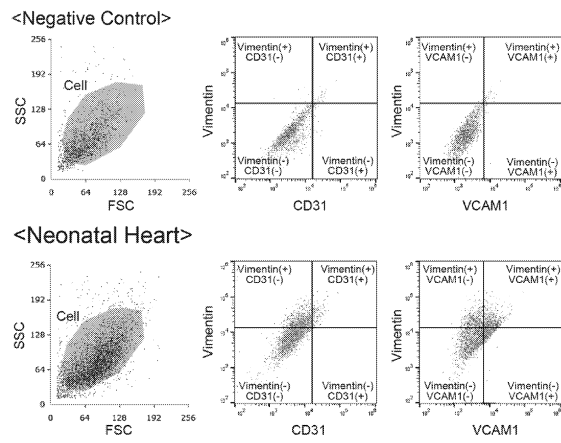 <Negative Control>
256
192
128
64
0
SSC
Cell
64 128 192 256
FSC
Vimentin(+) CD31(-)
Vimentin(+) CD31(+)
Vimentin(-) CD31(-)
Vimentin(-) CD31(+)
Vimentin
CD31
Vimentin(+) VCAM1(-)
Vimentin(+) VCAM1(+)
Vimentin(-) VCAM1(-)
Vimentin(-) VCAM1(+)
Vimentin
VCAM1
<Neonatal Heart>
256
192
128
64
0
SSC
Cell
0 64 128 192 256
FSC
Vimentin(+) CD31(-)
Vimentin(+) CD31(+)
Vimentin(-) CD31(-)
Vimentin(-) CD31(+)
Vimentin
CD31
Vimentin(+) VCAM1(-)
Vimentin(+) VCAM1(+)
Vimentin(-) VCAM1(-)
Vimentin(-) VCAM1(+)
Vimentin
VCAM1